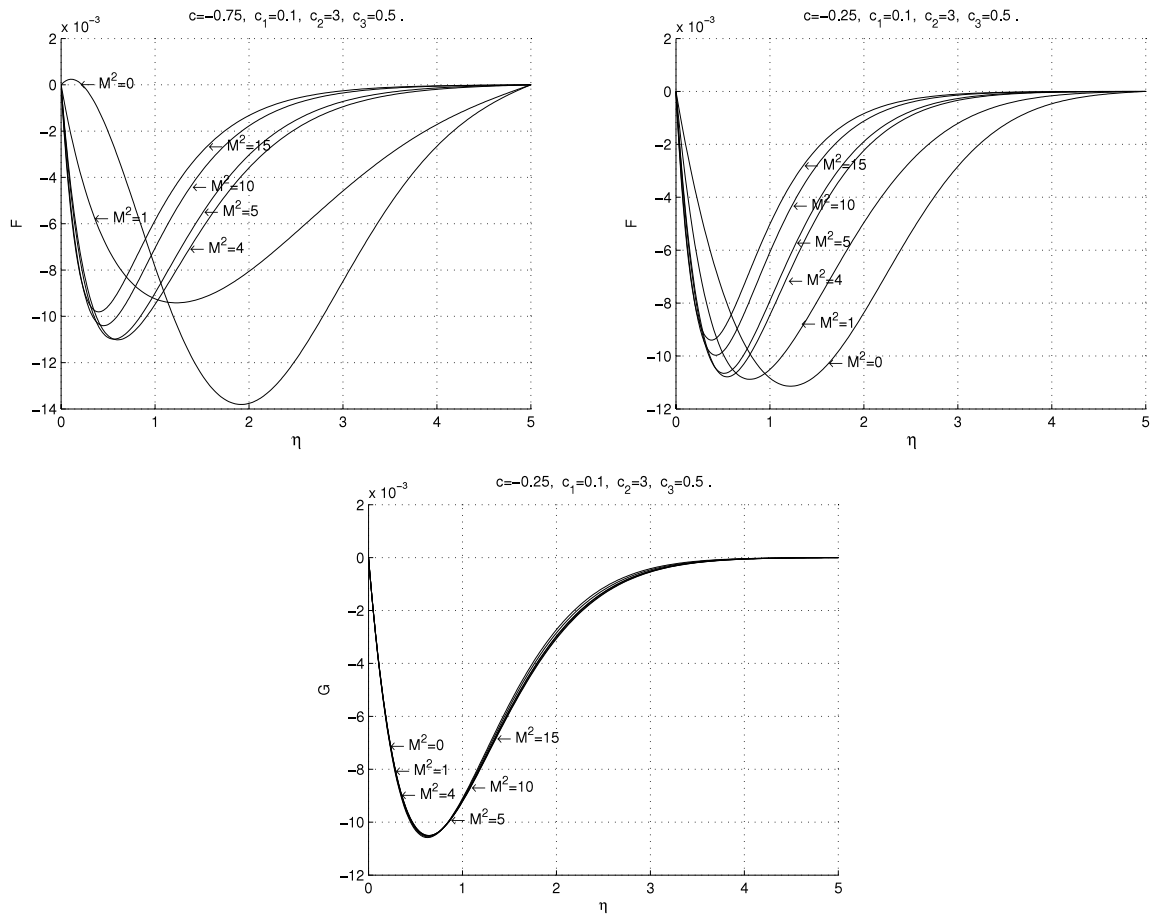 c=−0.75, c₁=0.1, c₂=3, c₃=0.5 .
x 10⁻³
2
0
−2
−4
−6
−8
−10
−12
−14
F
M²=0
M²=15
M²=10
M²=1
M²=5
M²=4
0 1 2 3 4 5
η
c=−0.25, c₁=0.1, c₂=3, c₃=0.5 .
x 10⁻³
2
0
−2
−4
−6
−8
−10
−12
F
M²=15
M²=10
M²=5
M²=4
M²=1
M²=0
0 1 2 3 4 5
η
c=−0.25, c₁=0.1, c₂=3, c₃=0.5 .
x 10⁻³
2
0
−2
−4
−6
−8
−10
−12
G
M²=0
M²=15
M²=1
M²=10
M²=4
M²=5
0 1 2 3 4 5
η